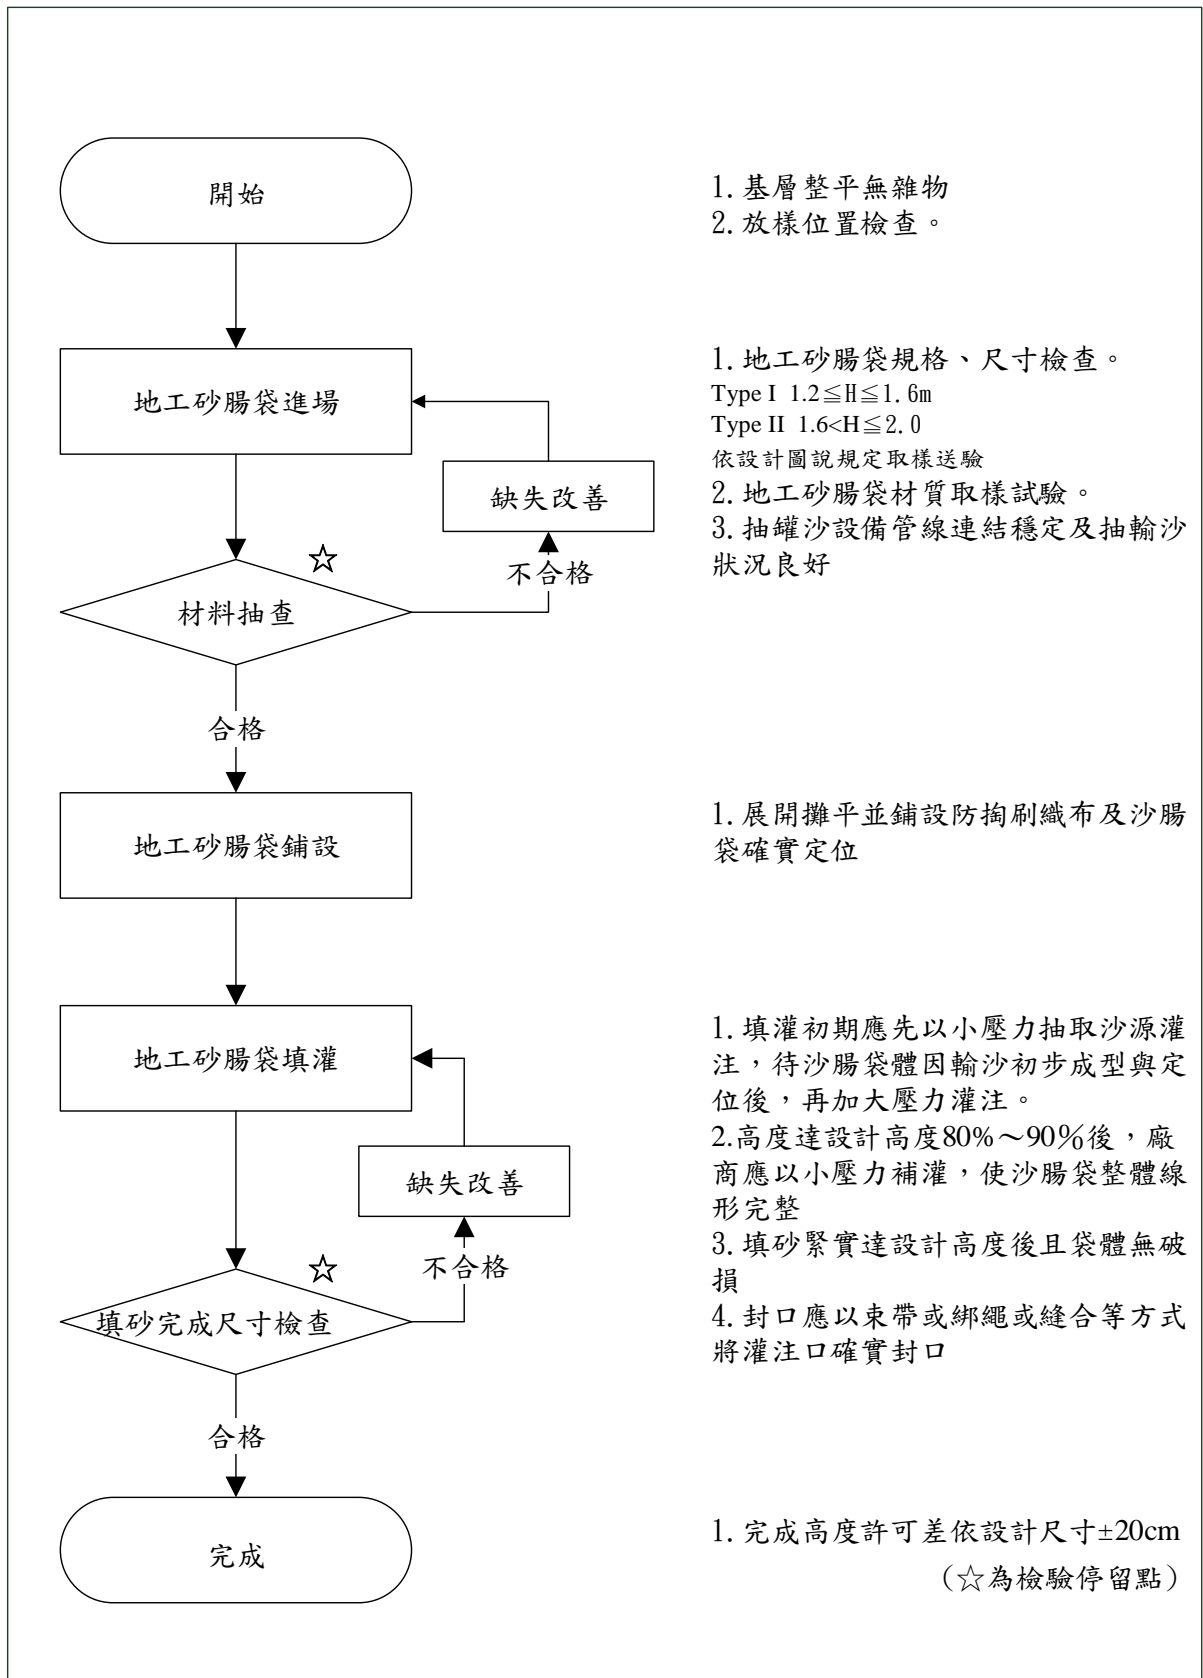 開始
1. 基層整平無雜物
2. 放樣位置檢查。
地工砂腸袋進場
1. 地工砂腸袋規格、尺寸檢查。
Type I 1.2≦H≦1.6m
Type II 1.6<H≦2.0
依設計圖說規定取樣送驗
2. 地工砂腸袋材質取樣試驗。
3. 抽罐沙設備管線連結穩定及抽輸沙
狀況良好
缺失改善
不合格
☆
材料抽查
合格
地工砂腸袋鋪設
1. 展開攤平並鋪設防掏刷織布及沙腸
袋確實定位
地工砂腸袋填灌
1. 填灌初期應先以小壓力抽取沙源灌
注，待沙腸袋體因輸沙初步成型與定
位後，再加大壓力灌注。
2.高度達設計高度80%～90％後，廠
商應以小壓力補灌，使沙腸袋整體線
形完整
3. 填砂緊實達設計高度後且袋體無破
損
4. 封口應以束帶或綁繩或縫合等方式
將灌注口確實封口
缺失改善
不合格
☆
填砂完成尺寸檢查
合格
完成
1. 完成高度許可差依設計尺寸±20cm
（☆為檢驗停留點）